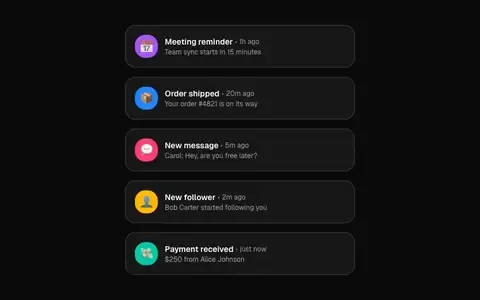 Meeting reminder · 1h ago
Team sync starts in 15 minutes
Order shipped · 20m ago
Your order #4821 is on its way
New message · 5m ago
Carol: Hey, are you free later?
New follower · 2m ago
Bob Carter started following you
Payment received · just now
$250 from Alice Johnson